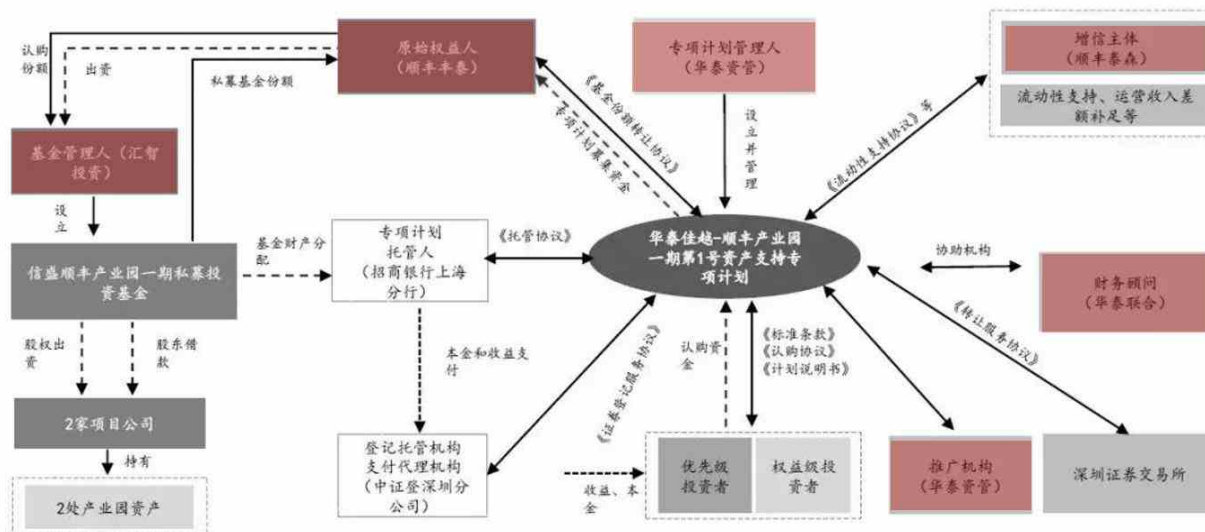 认购
份额
出资
原始权益人
（顺丰丰泰）
私募基金份额
专项计划管理人
（华泰资管）
增信主体
（顺丰泰森）
流动性支持、运营收入差
额补足等
基金管理人（汇智
投资）
《基金份额转让协议》
专项计划募集资金
设立并管理
《流动性支持协议》等
设立
信盛顺丰产业园一期私募投
资基金
基金财产分
配
专项计划
托管人
（招商银行上海
分行）
《托管协议》
华泰佳越-顺丰产业园
一期第1号资产支持专
项计划
协助机构
财务顾问
（华泰联合）
股权出
资
股东借
款
本金和收益支
付
《证券登记服务协议》
认购资
金
《标准条款》
《认购协议》
《计划说明书》
《转让服务协议》
2家项目公司
持有
2处产业园资产
登记托管机构
支付代理机构
（中证登深圳分
公司）
收益、本
金
优先级
投资者
权益级投
资者
推广机构
（华泰资管）
深圳证券交易所